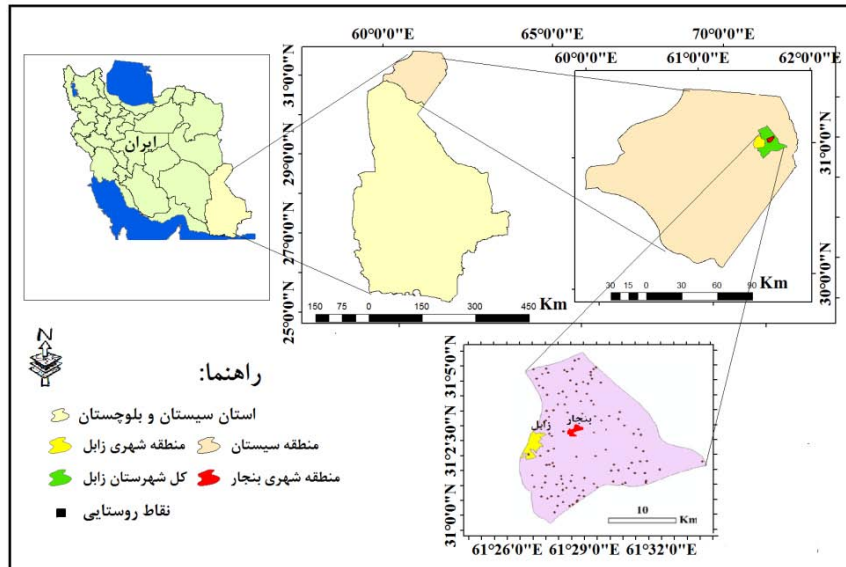 ایران
60°0'0"E
65°0'0"E
70°0'0"E
31°0'0"N
29°0'0"N
27°0'0"N
25°0'0"N
150 75 0 150 300 450 Km
60°0'0"E 61°0'0"E 62°0'0"E
31°0'0"N
30°0'0"N
30 15 0 30 60 90
Km
N
راهنما:
استان سیستان و بلوچستان
منطقه سیستان
منطقه شهری زابل
منطقه شهری بنجار
کل شهرستان زابل
نقاط روستایی
31°5'0"N
31°2'30"N
31°0'0"N
زابل
بنجار
10
Km
61°26'0"E 61°29'0"E 61°32'0"E